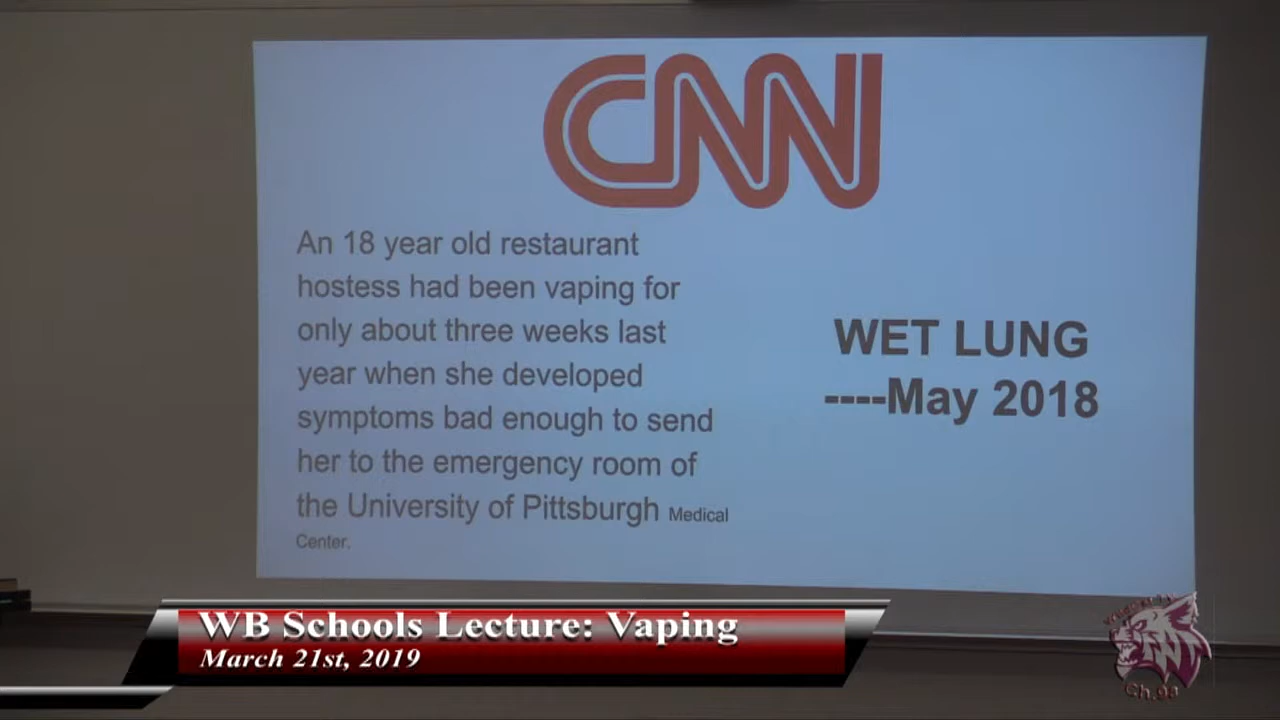 CNN
An 18 year old restaurant
hostess had been vaping for
only about three weeks last
year when she developed
symptoms bad enough to send
her to the emergency room of
the University of Pittsburgh Medical
Center.
WET LUNG
----May 2018
WB Schools Lecture: Vaping
March 21st, 2019
Ch.98